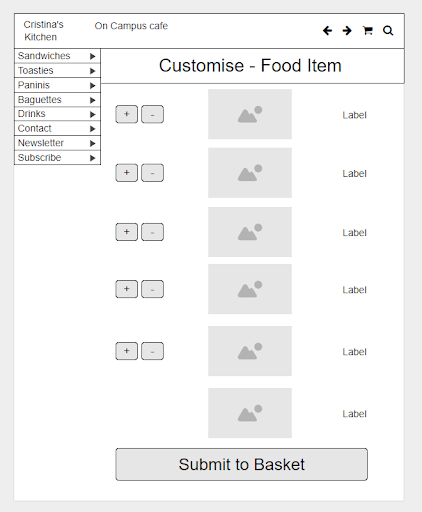 Cristina's
Kitchen
On Campus cafe
Sandwiches
Toasties
Paninis
Baguettes
Drinks
Contact
Newsletter
Subscribe
Customise - Food Item
+ - Label
+ - Label
+ - Label
+ - Label
+ - Label
Label
Submit to Basket